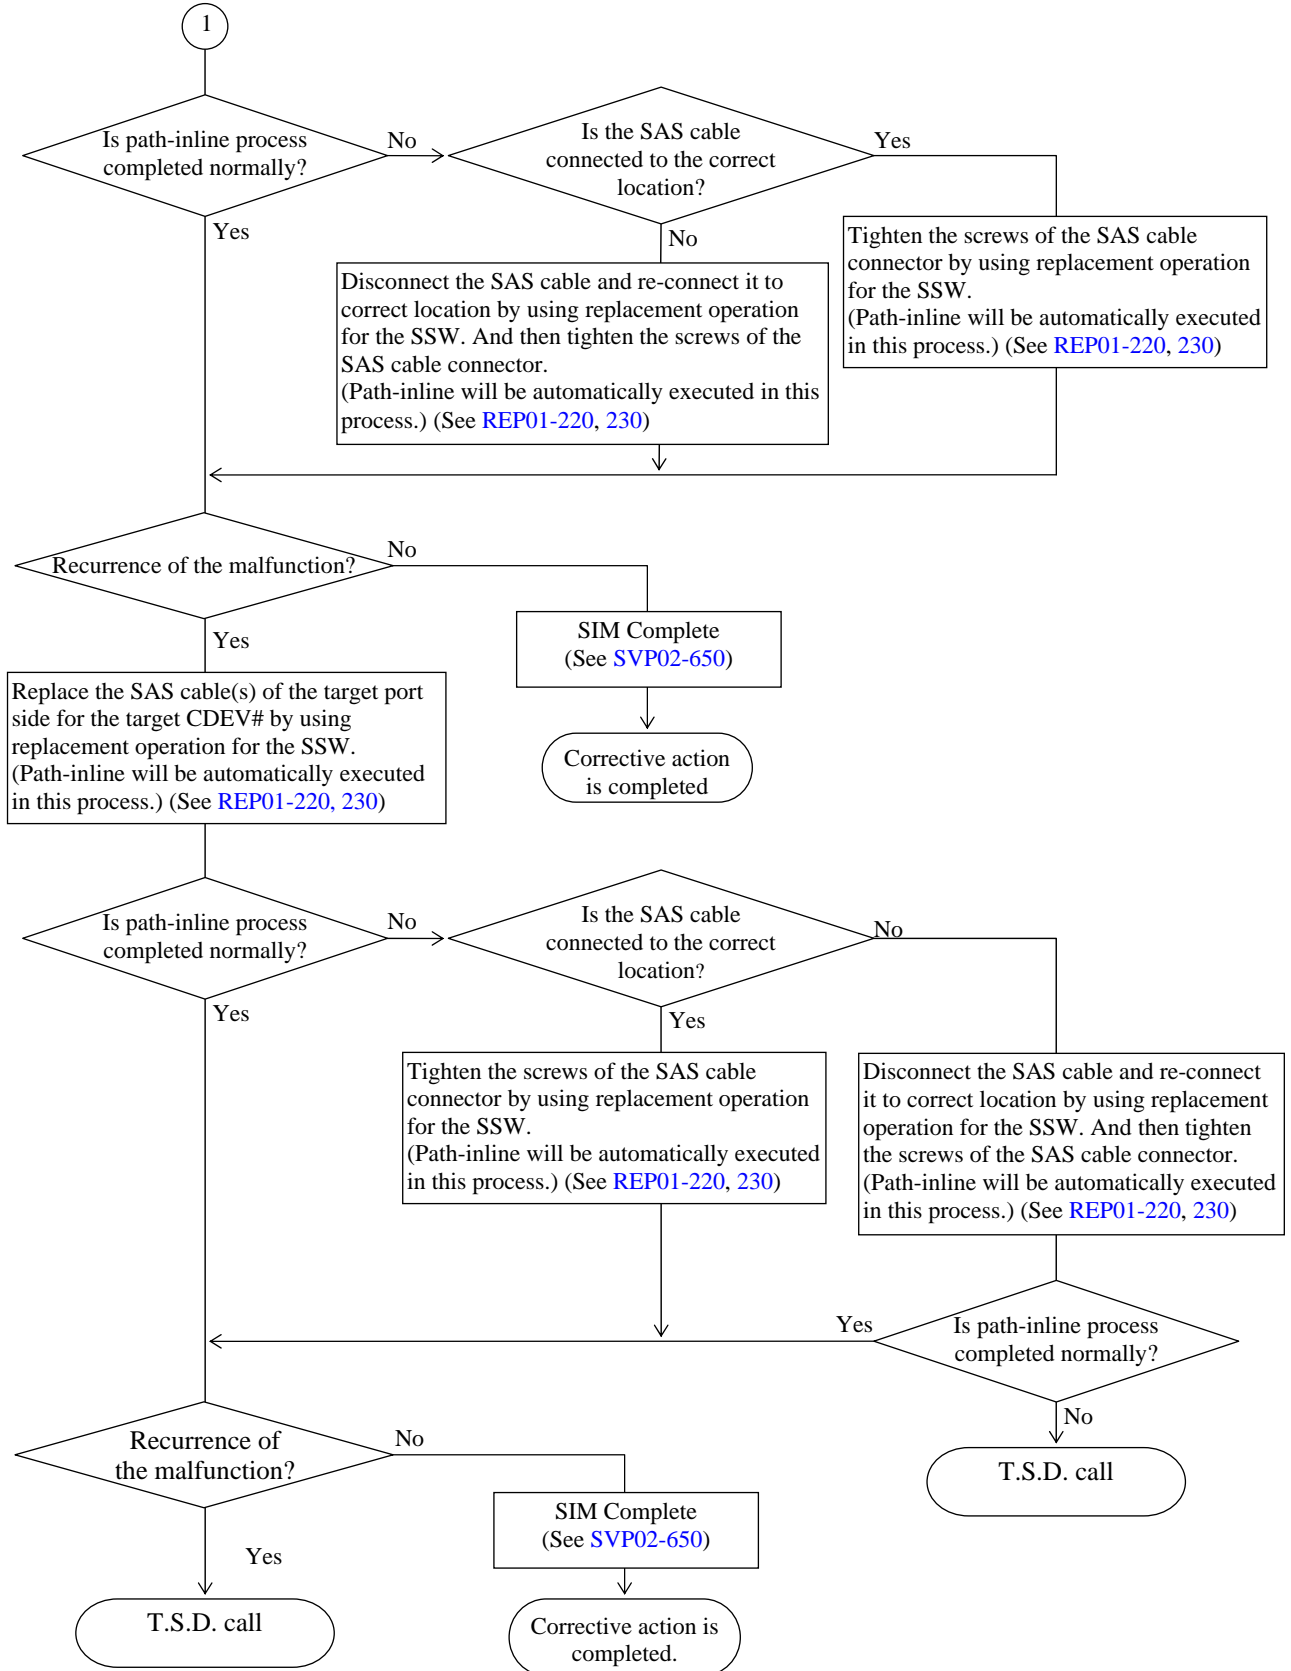 1
Is path-inline process
completed normally?
No
Is the SAS cable
connected to the correct
location?
Yes
Yes
No
Tighten the screws of the SAS cable
connector by using replacement operation
for the SSW.
(Path-inline will be automatically executed
in this process.) (See REP01-220, 230)
Disconnect the SAS cable and re-connect it to
correct location by using replacement operation
for the SSW. And then tighten the screws of the
SAS cable connector.
(Path-inline will be automatically executed in this
process.) (See REP01-220, 230)
Recurrence of the malfunction?
No
Yes
SIM Complete
(See SVP02-650)
Corrective action
is completed
Replace the SAS cable(s) of the target port
side for the target CDEV# by using
replacement operation for the SSW.
(Path-inline will be automatically executed
in this process.) (See REP01-220, 230)
Is path-inline process
completed normally?
No
Is the SAS cable
connected to the correct
location?
No
Yes
Yes
Tighten the screws of the SAS cable
connector by using replacement operation
for the SSW.
(Path-inline will be automatically executed
in this process.) (See REP01-220, 230)
Disconnect the SAS cable and re-connect
it to correct location by using replacement
operation for the SSW. And then tighten
the screws of the SAS cable connector.
(Path-inline will be automatically executed
in this process.) (See REP01-220, 230)
Yes
Is path-inline process
completed normally?
No
T.S.D. call
Recurrence of
the malfunction?
No
Yes
SIM Complete
(See SVP02-650)
T.S.D. call
Corrective action is
completed.